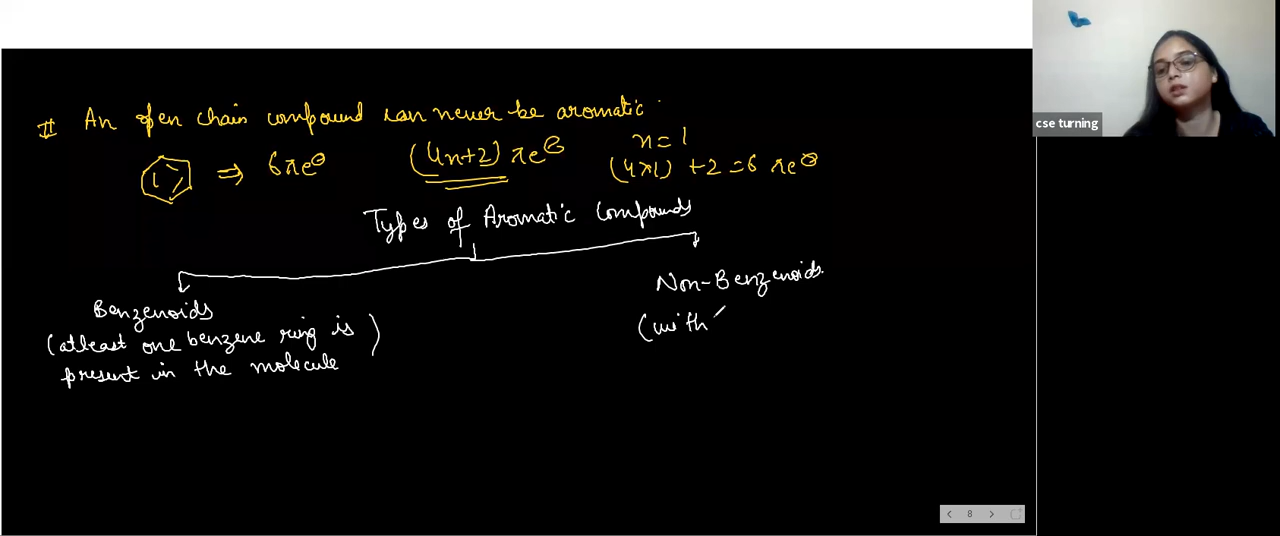 II An open chain compound can never be aromatic.
⇒ 6πe⊖ (4n+2) πe⊖ n=1
(4×1) +2=6 πe⊖
Types of Aromatic Compounds
Benzenoids
(atleast one benzene ring is
present in the molecule)
Non-Benzenoids.
(with
cse turning
8